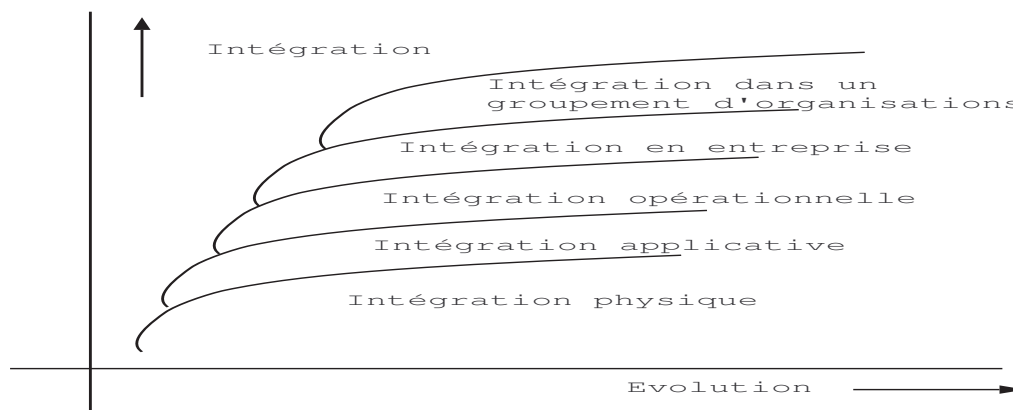 Intégration
Intégration dans un
groupement d'organisations
Intégration en entreprise
Intégration opérationnelle
Intégration applicative
Intégration physique
Evolution